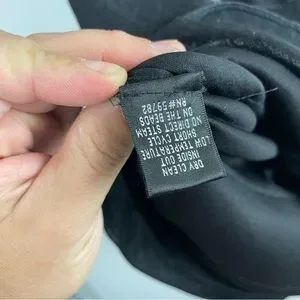 DRY CLEAN
INSIDE OUT
LOW TEMPERATURE
SHORT CYCLE
NO DIRECT STEAM
ON THE BEADS
RN# 59782